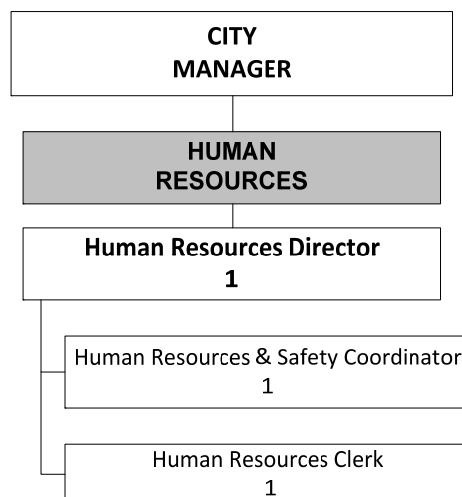 CITY
MANAGER
HUMAN
RESOURCES
Human Resources Director
1
Human Resources & Safety Coordinator
1
Human Resources Clerk
1